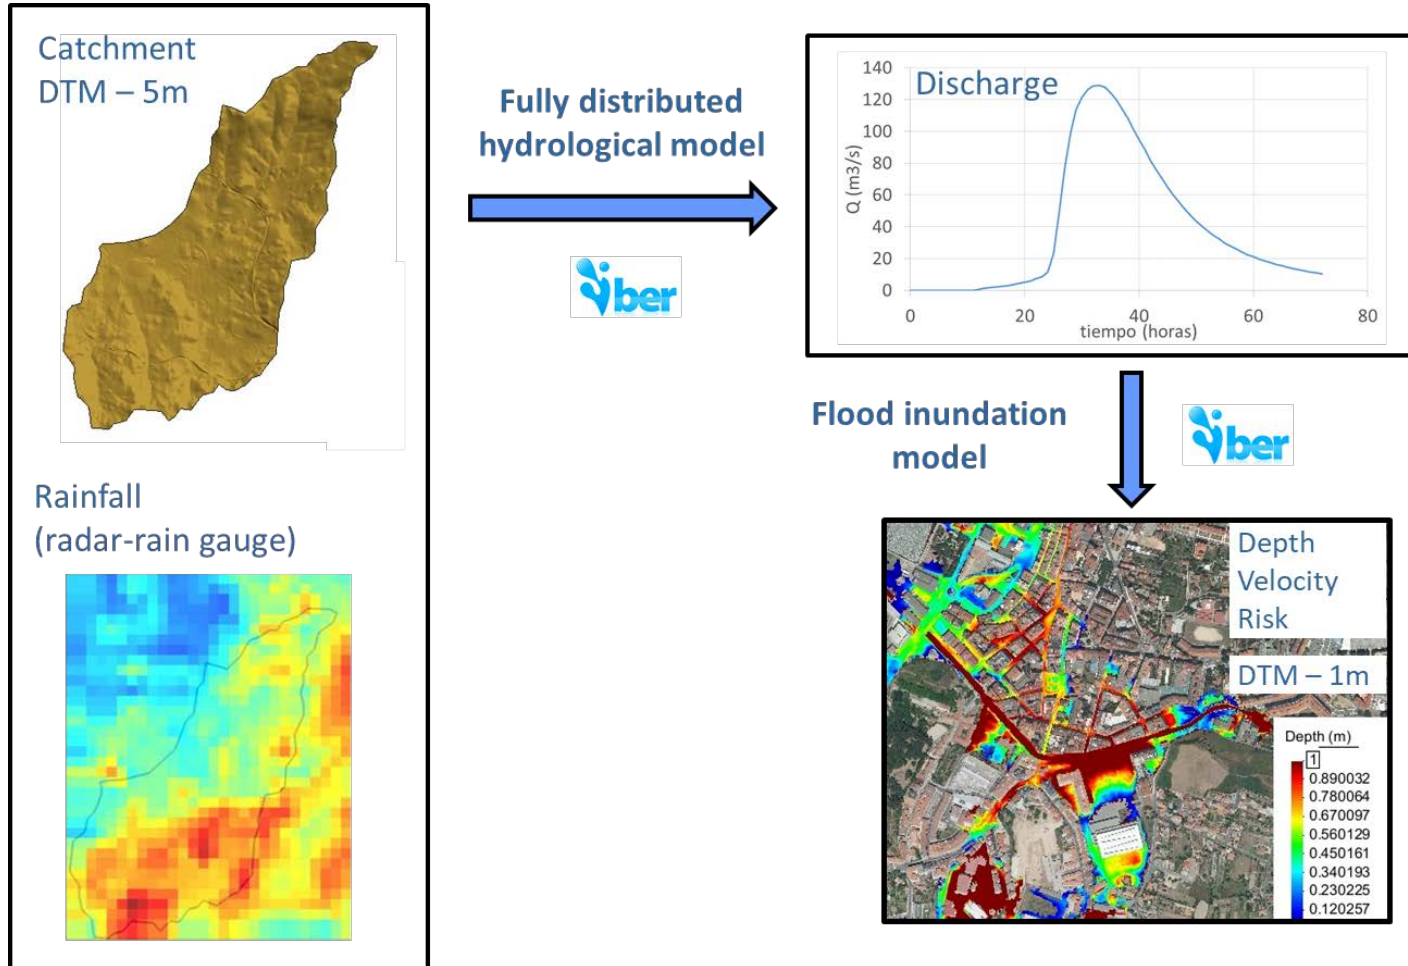 Catchment
DTM – 5m
Rainfall
(radar-rain gauge)
Fully distributed
hydrological model
iber
Discharge
Q (m3/s)
140
120
100
80
60
40
20
0
0
20
40
60
80
tiempo (horas)
Flood inundation
model
iber
Depth
Velocity
Risk
DTM – 1m
Depth (m)
1
0.890032
0.780064
0.670097
0.560129
0.450161
0.340193
0.230225
0.120257